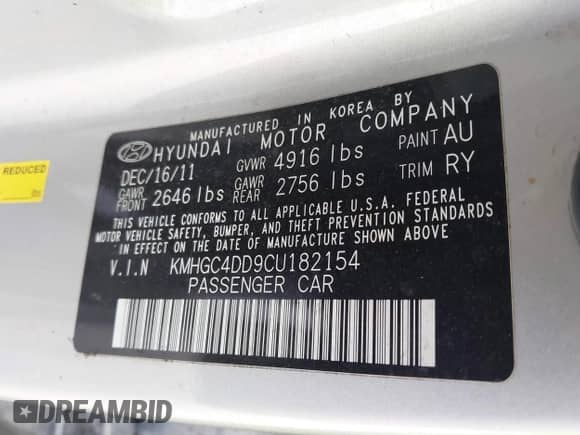 REDUCED
lbs
MANUFACTURED IN KOREA BY
HYUNDAI MOTOR COMPANY
DEC/16/11 GVWR 4916 lbs PAINT AU
GAWR FRONT 2646 lbs GAWR REAR 2756 lbs TRIM RY
THIS VEHICLE CONFORMS TO ALL APPLICABLE U.S.A. FEDERAL
MOTOR VEHICLE SAFETY, BUMPER, AND THEFT PREVENTION STANDARDS
IN EFFECT ON THE DATE OF MANUFACTURE SHOWN ABOVE.
V.I.N KMHGC4DD9CU182154
PASSENGER CAR
DREAMBID